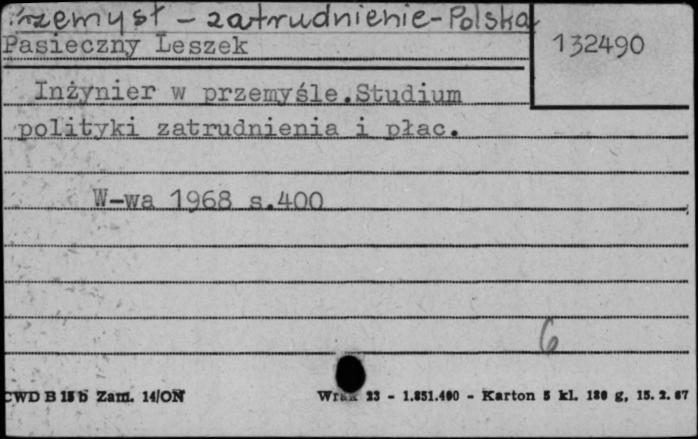 Przemysł - zatrudnienie - Polska
132490
Pasieczny Leszek
Inżynier w przemyśle.Studium
polityki zatrudnienia i płac.
W-wa 1968 s.400
6
CWD B 15 b Zam. 14/ON
23 - 1.851.400 - Karton 5 kl. 180 g, 15. 2. 67